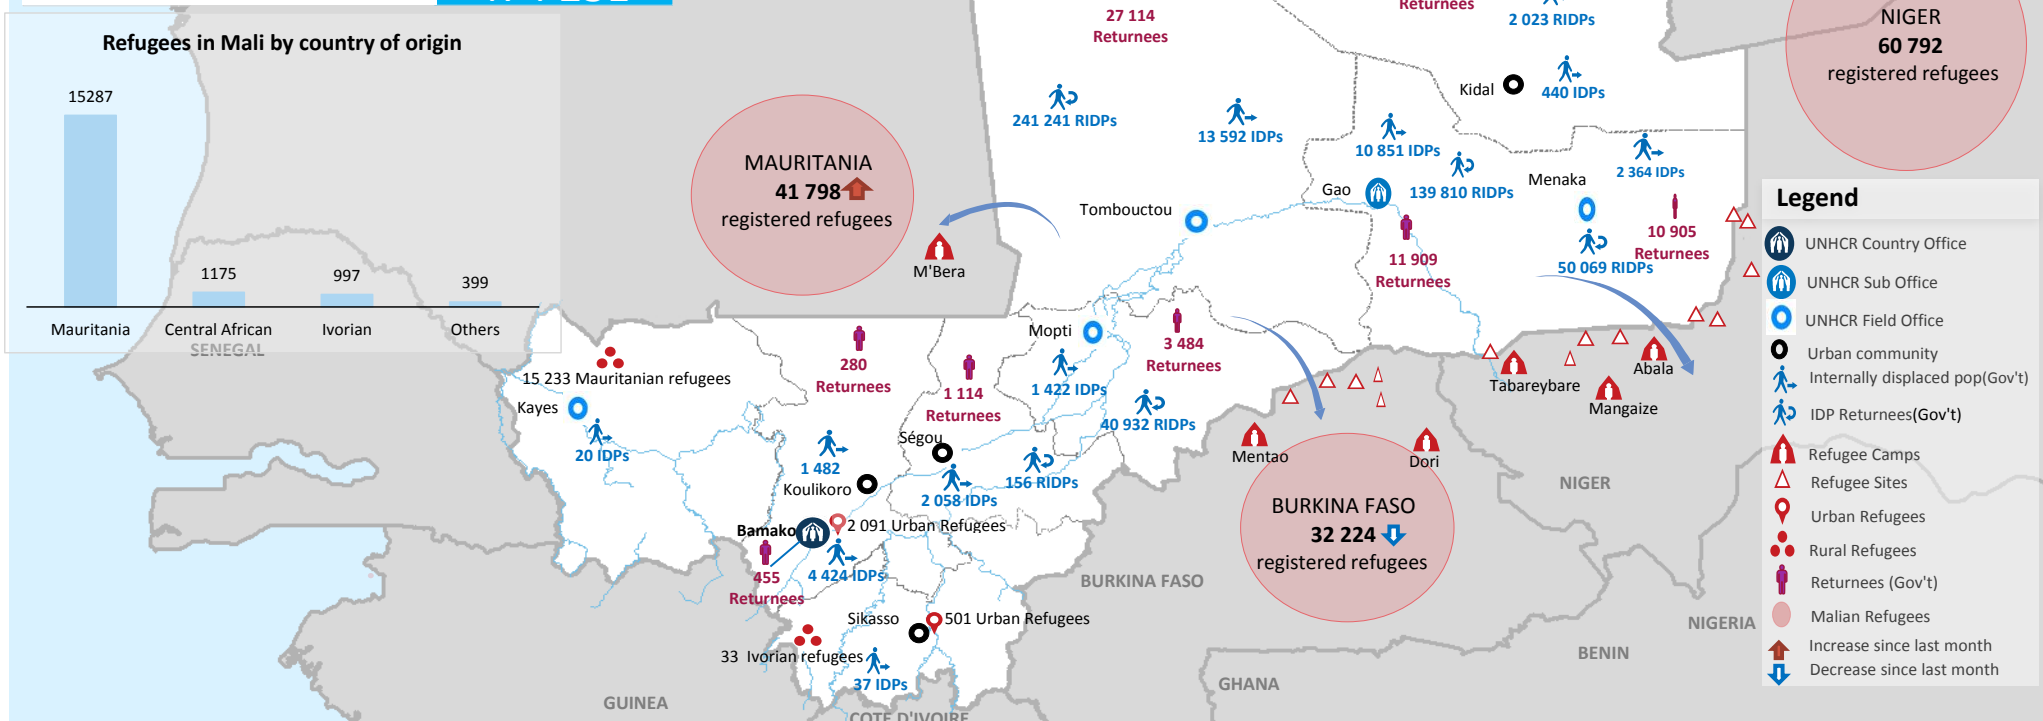 Refugees in Mali by country of origin
15287
1175
997
399
Mauritania
Central African
Ivorian
Others
SENEGAL
27 114
Returnees
Returnees
2 023 RIDPs
NIGER
60 792
registered refugees
Kidal
440 IDPs
241 241 RIDPs
13 592 IDPs
10 851 IDPs
139 810 RIDPs
2 364 IDPs
MAURITANIA
41 798
registered refugees
M'Bera
Tombouctou
Gao
Menaka
11 909
Returnees
10 905
Returnees
50 069 RIDPs
Mopti
3 484
Returnees
280
Returnees
1 114
Returnees
1 422 IDPs
40 932 RIDPs
15 233 Mauritanian refugees
Kayes
20 IDPs
1 482
Koulikoro
Ségou
2 058 IDPs
156 RIDPs
Bamako
2 091 Urban Refugees
455
Returnees
4 424 IDPs
Sikasso
501 Urban Refugees
33 Ivorian refugees
37 IDPs
Tabareybare
Abala
Mangaize
Mentao
Dori
BURKINA FASO
32 224
registered refugees
NIGER
BURKINA FASO
NIGERIA
BENIN
GHANA
GUINEA
COTE D'IVOIRE
Legend
UNHCR Country Office
UNHCR Sub Office
UNHCR Field Office
Urban community
Internally displaced pop(Gov't)
IDP Returnees(Gov't)
Refugee Camps
Refugee Sites
Urban Refugees
Rural Refugees
Returnees (Gov't)
Malian Refugees
Increase since last month
Decrease since last month